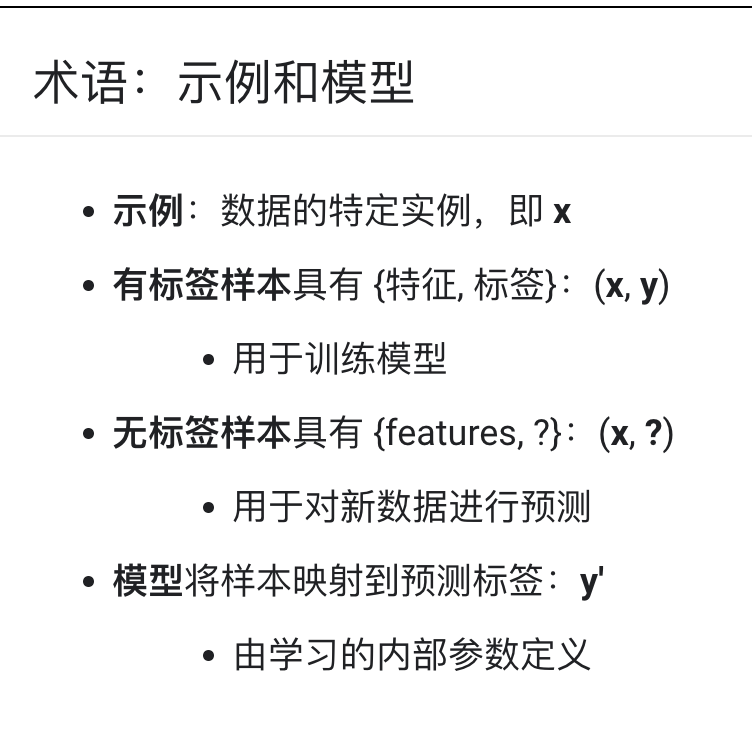 术语：示例和模型
• 示例：数据的特定实例，即 x
• 有标签样本具有 {特征, 标签}：(x, y)
• 用于训练模型
• 无标签样本具有 {features, ?}：(x, ?)
• 用于对新数据进行预测
• 模型将样本映射到预测标签：y'
• 由学习的内部参数定义